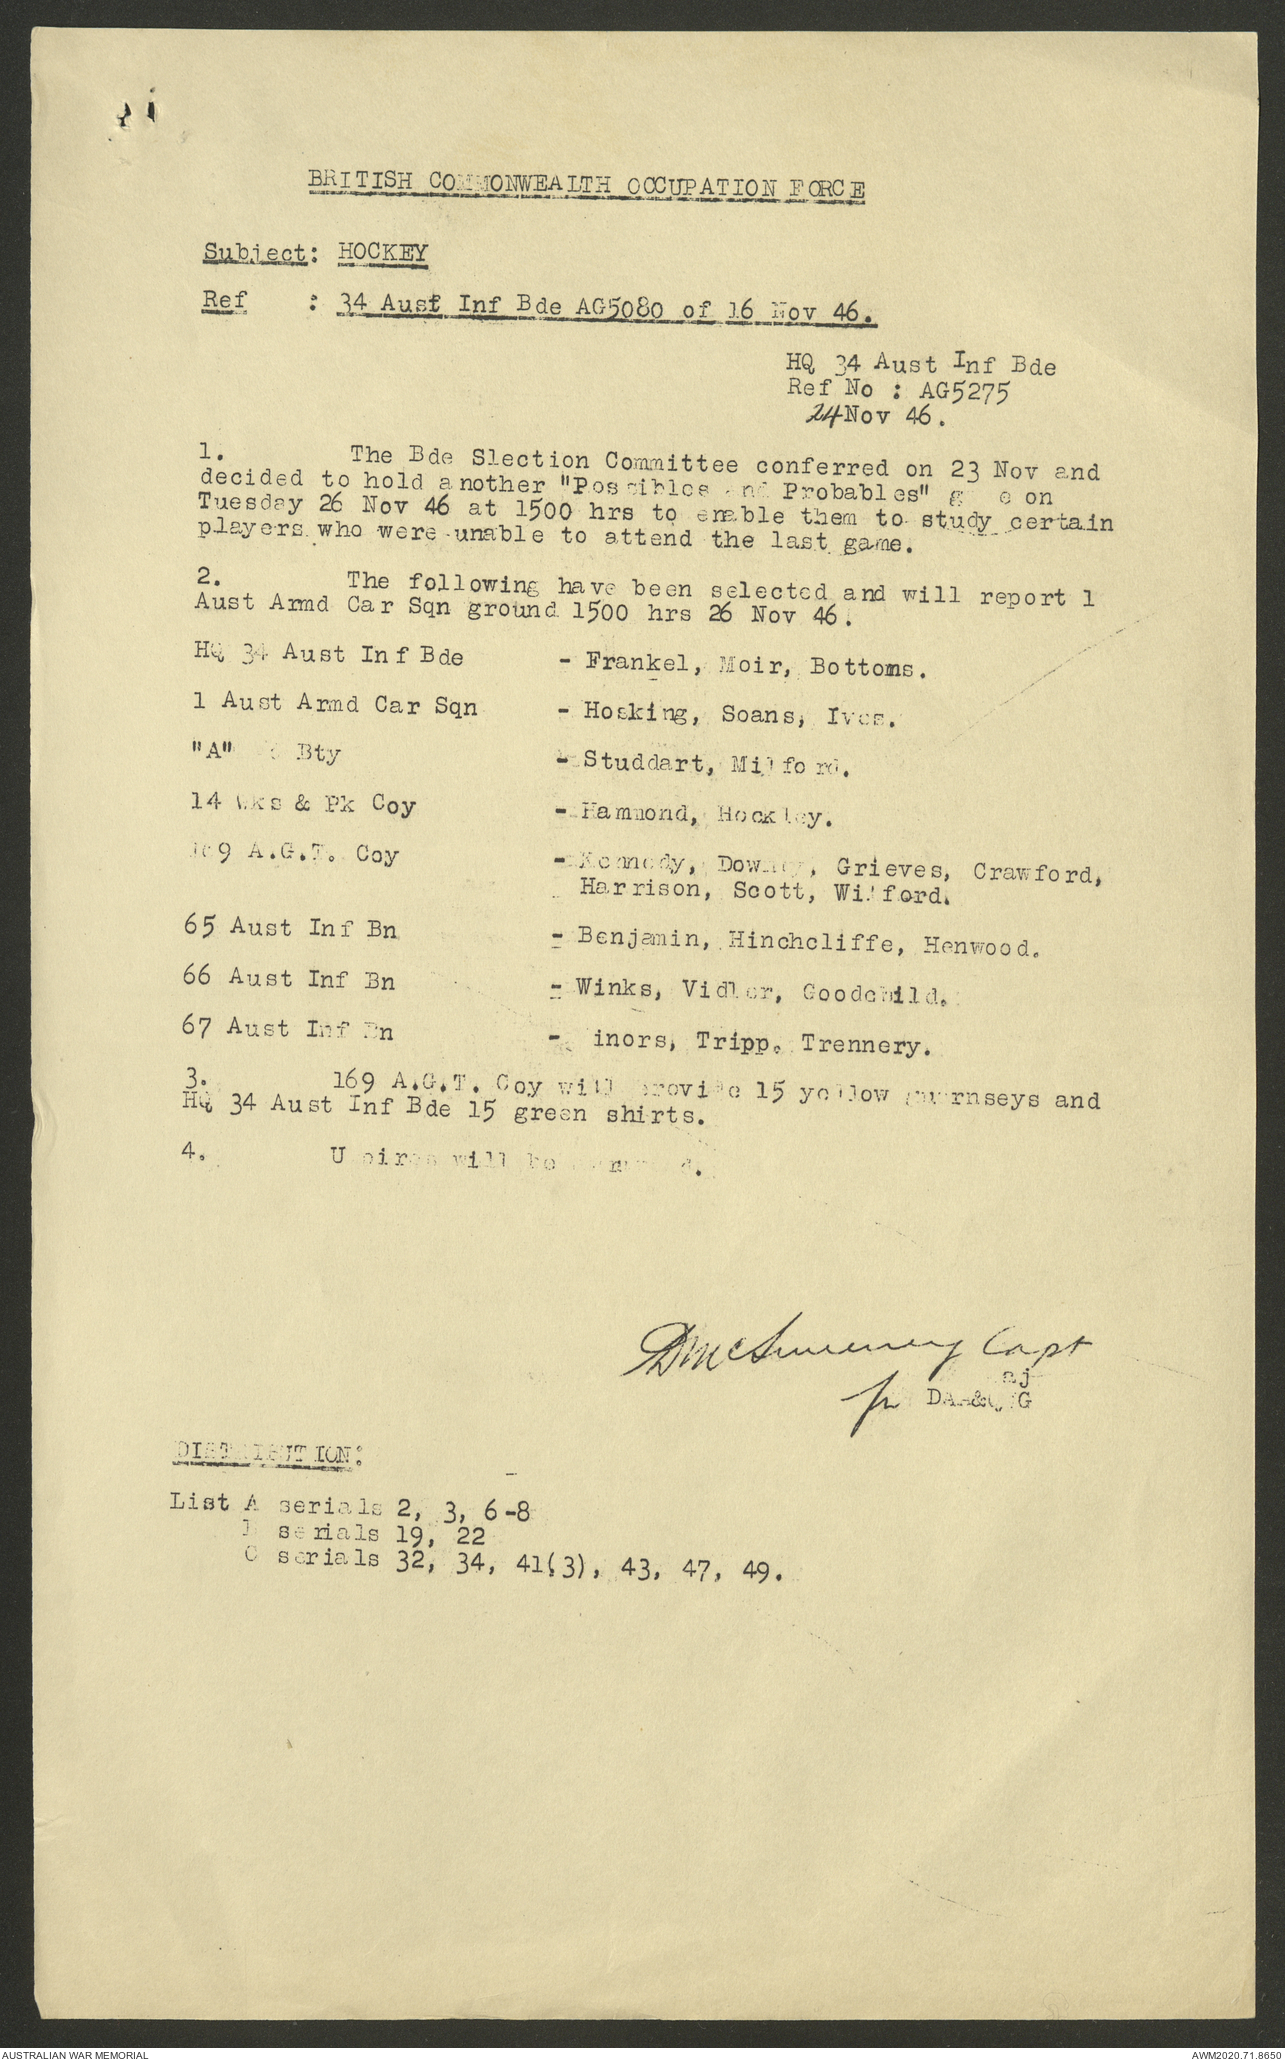 BRITISH COMMONWEALTH OCCUPATION FORCE
Subject: HOCKEY
Ref : 34 Aust Inf Bde AG5080 of 16 Nov 46.
HQ 34 Aust Inf Bde
Ref No : AG5275
24 Nov 46.
1. The Bde Slection Committee conferred on 23 Nov and
decided to hold another "Possibles and Probables" game on
Tuesday 26 Nov 46 at 1500 hrs to enable them to study certain
players who were unable to attend the last game.
2. The following have been selected and will report 1
Aust Armd Car Sqn ground 1500 hrs 26 Nov 46.
HQ 34 Aust Inf Bde - Frankel, Moir, Bottoms.
1 Aust Armd Car Sqn - Hosking, Soans, Ives.
"A" Bty - Studdart, Milford.
14 Wks & Pk Coy - Hammond, Hockley.
169 A.G.T. Coy - Kennedy, Downey, Grieves, Crawford,
Harrison, Scott, Wilford.
65 Aust Inf Bn - Benjamin, Hinchcliffe, Henwood.
66 Aust Inf Bn - Winks, Vidler, Goodchild.
67 Aust Inf Bn - inors, Tripp, Trennery.
3. 169 A.G.T. Coy will provide 15 yellow guernseys and
HQ 34 Aust Inf Bde 15 green shirts.
4. Umpires will be
McSweeney Capt
aj
for DAA&QMG
DISTRIBUTION:
List A serials 2, 3, 6-8
B serials 19, 22
C serials 32, 34, 41(3), 43, 47, 49.
AUSTRALIAN WAR MEMORIAL
AWM2020.71.8650